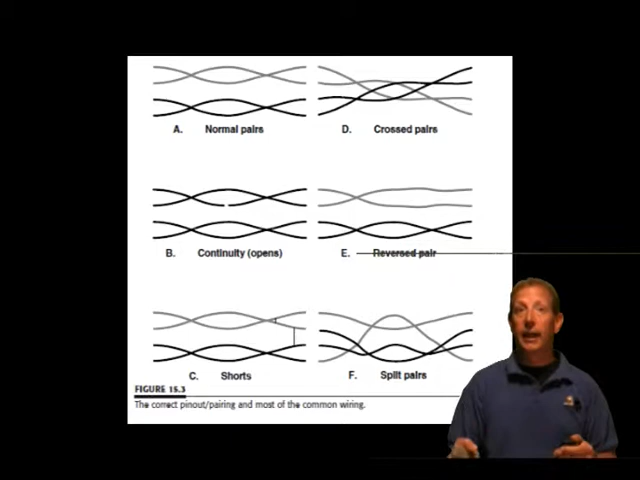 A. Normal pairs
D. Crossed pairs
B. Continuity (opens)
E. Reversed pair
C. Shorts
F. Split pairs
FIGURE 15.3
The correct pinout/pairing and most of the common wiring.